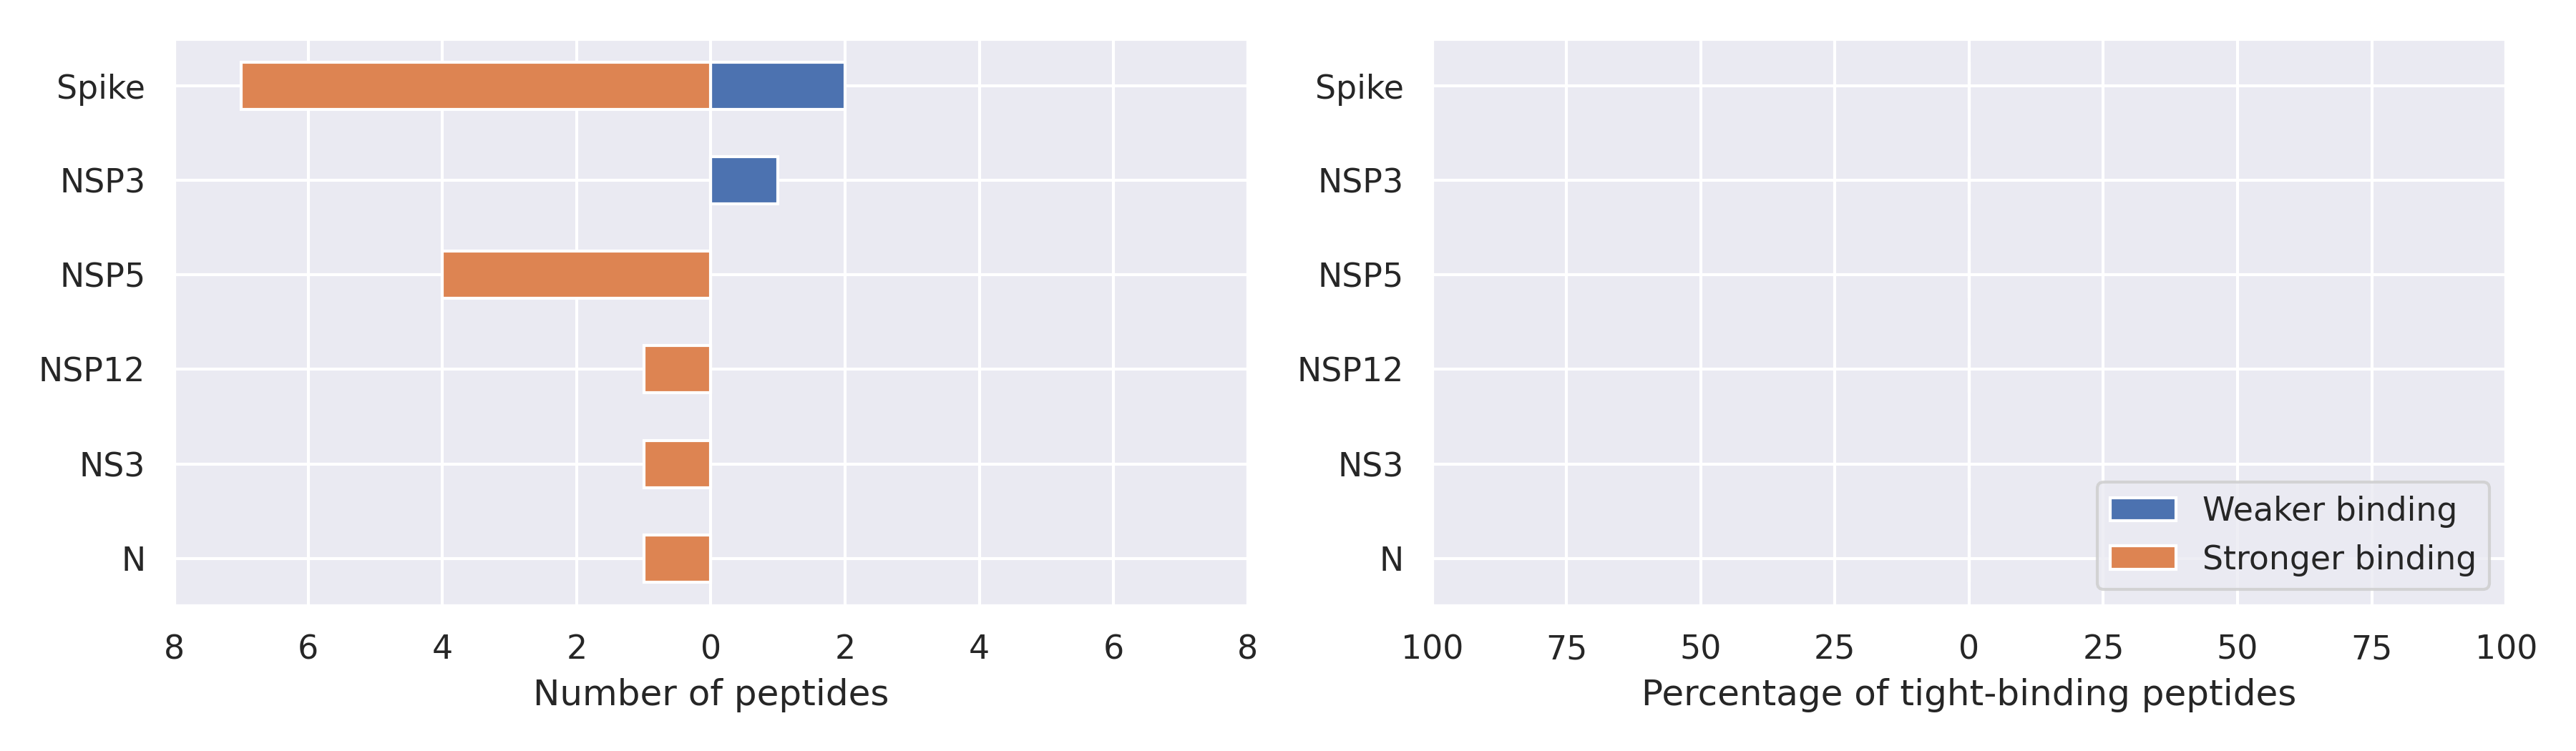 Spike
NSP3
NSP5
NSP12
NS3
N
8 6 4 2 0 2 4 6 8
Number of peptides
Spike
NSP3
NSP5
NSP12
NS3
N
Weaker binding
Stronger binding
100 75 50 25 0 25 50 75 100
Percentage of tight-binding peptides